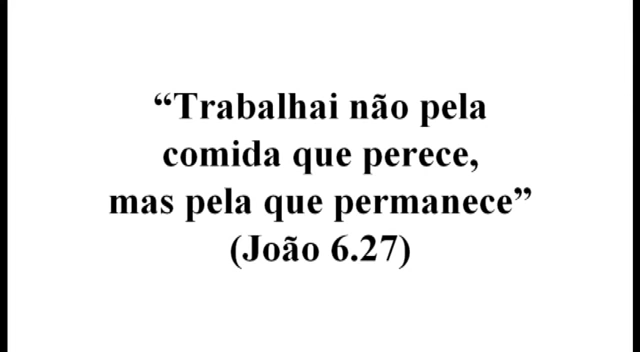 “Trabalhai não pela
comida que perece,
mas pela que permanece”
(João 6.27)